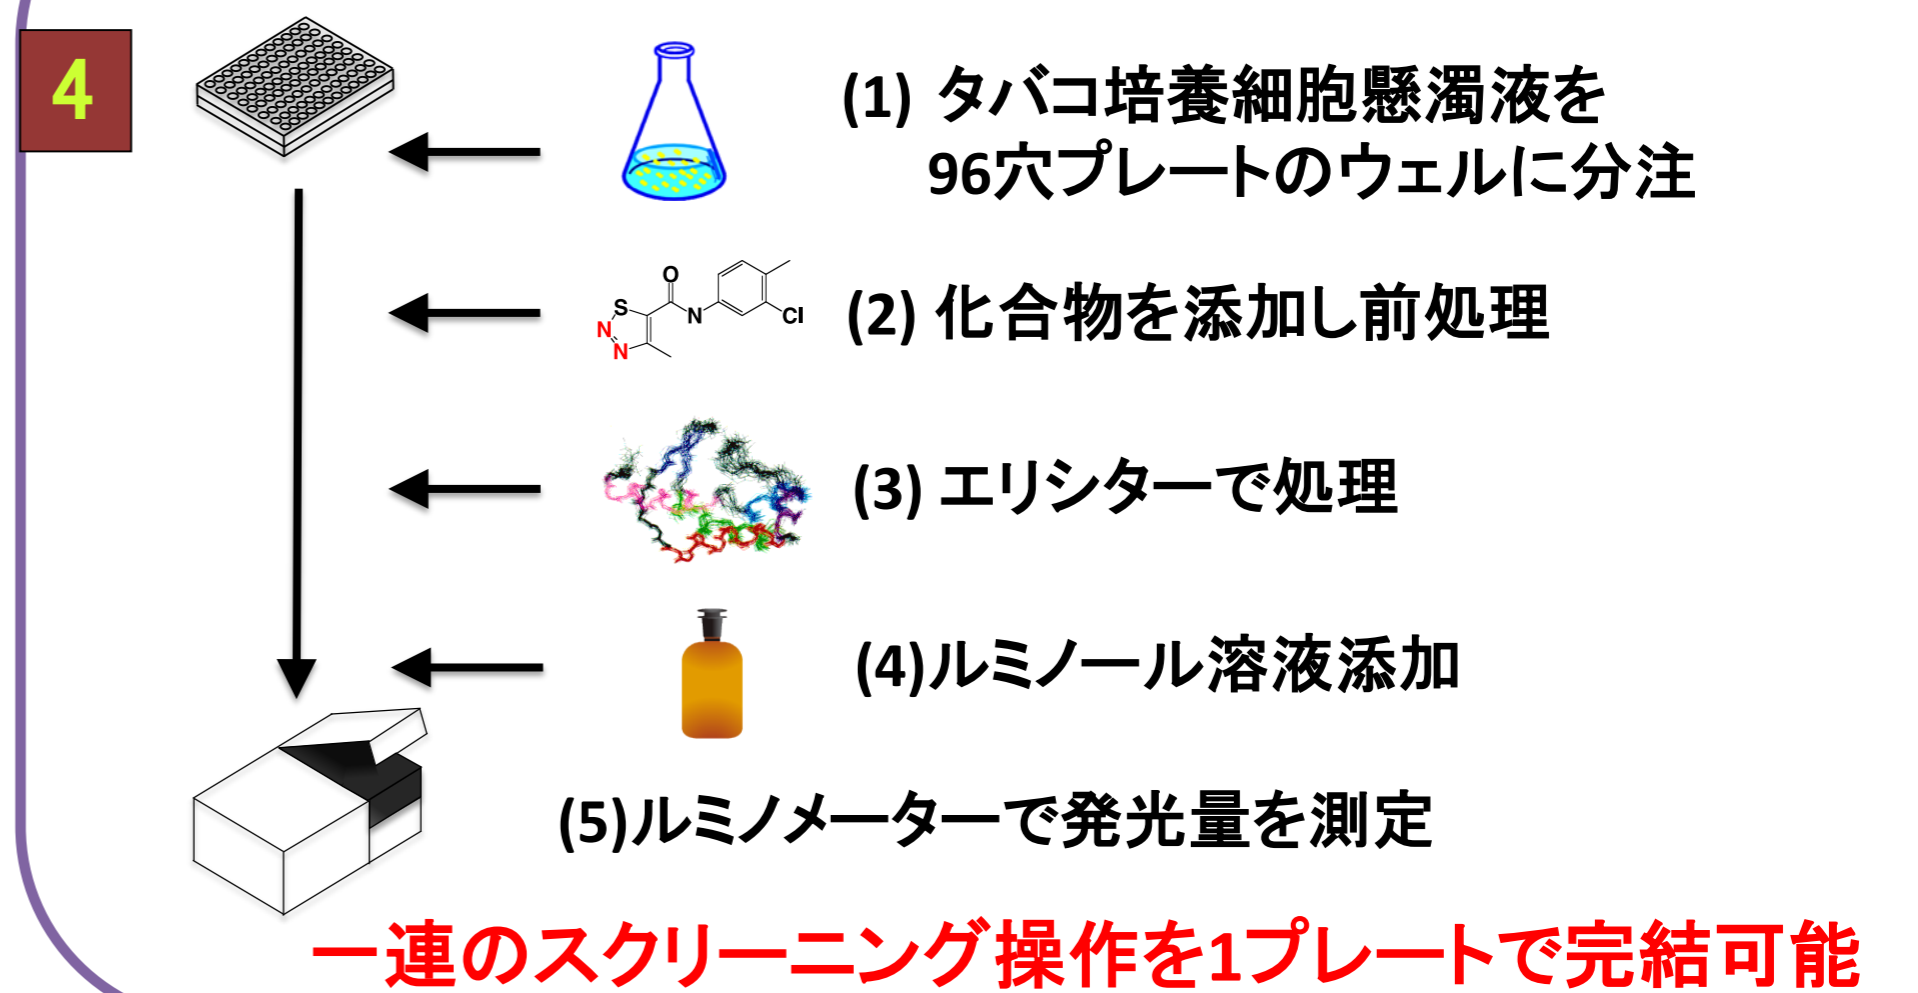 4
(1) タバコ培養細胞懸濁液を
96穴プレートのウェルに分注
O
S
N
N
N
Cl
(2) 化合物を添加し前処理
(3) エリシターで処理
(4)ルミノール溶液添加
(5)ルミノメーターで発光量を測定
一連のスクリーニング操作を1プレートで完結可能